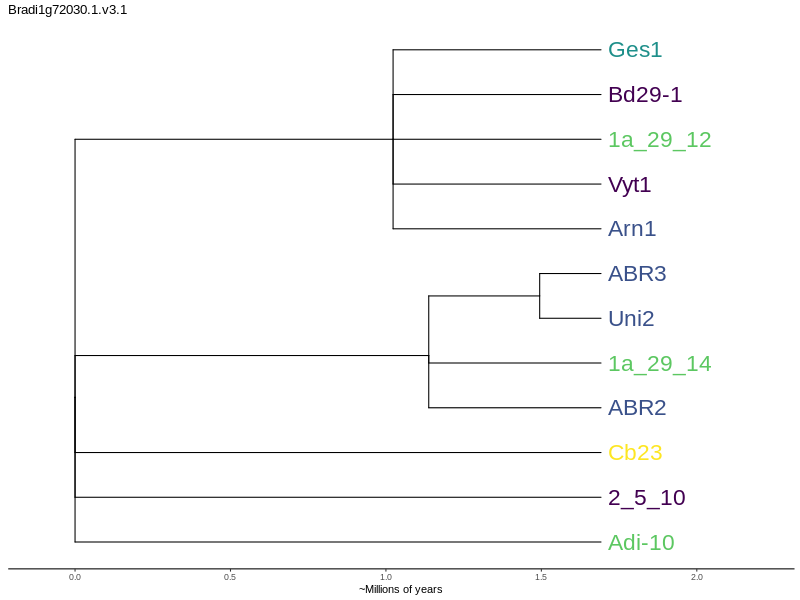 Bradi1g72030.1.v3.1
Ges1
Bd29-1
1a_29_12
Vyt1
Arn1
ABR3
Uni2
1a_29_14
ABR2
Cb23
2_5_10
Adi-10
0.0 0.5 1.0 1.5 2.0
~Millions of years